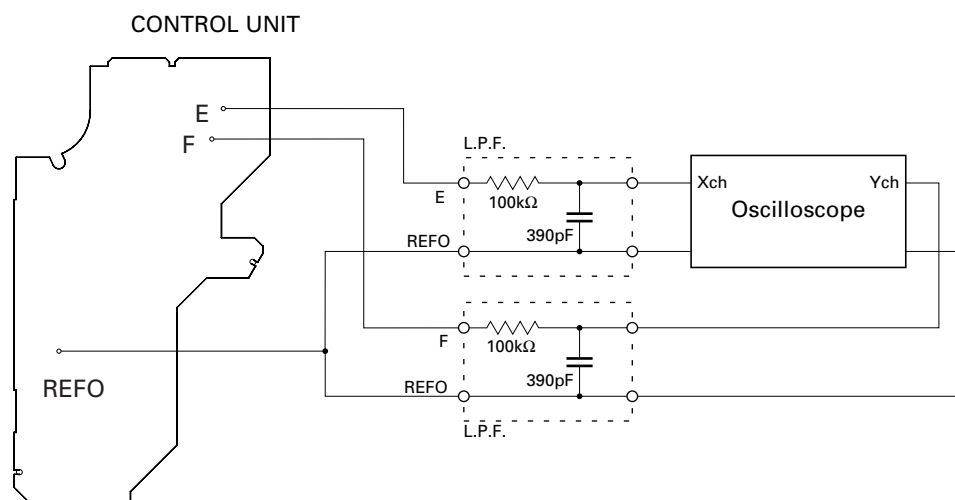 CONTROL UNIT
E
F
L.P.F.
E
100kΩ
390pF
REFO
Xch
Ych
Oscilloscope
F
100kΩ
390pF
REFO
L.P.F.
REFO